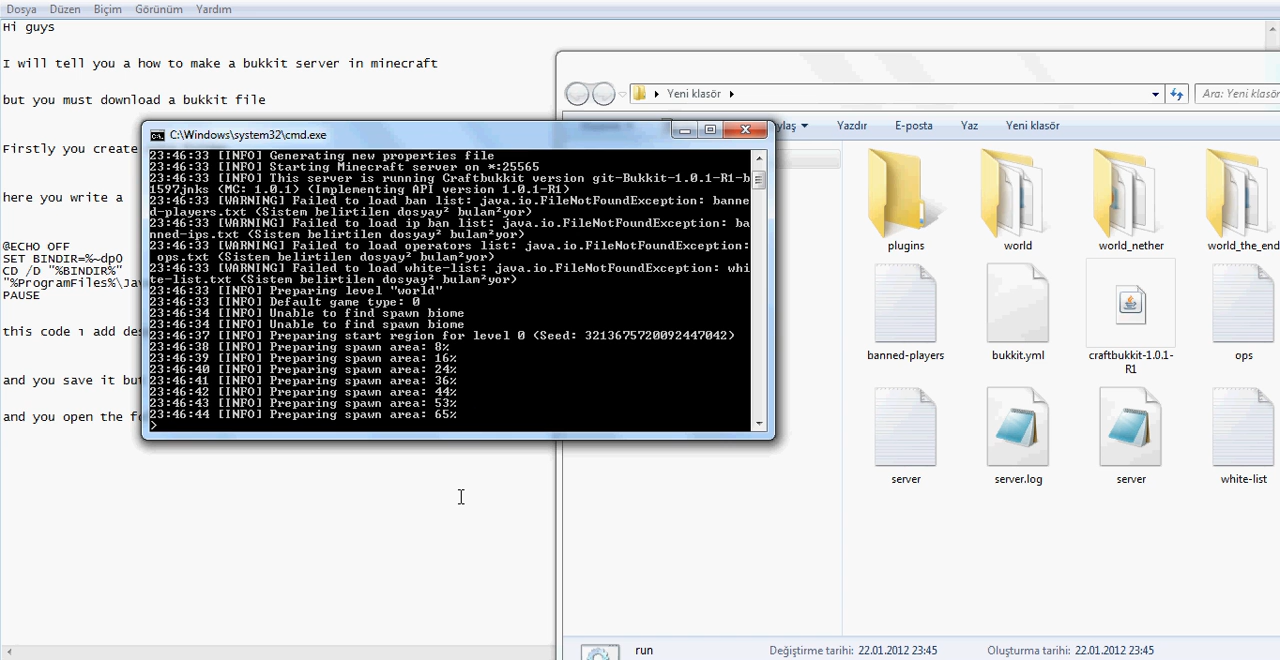 Dosya Düzen Biçim Görünüm Yardım
Hi guys
I will tell you a how to make a bukkit server in minecraft
but you must download a bukkit file
Firstly you create
here you write a
@ECHO OFF
SET BINDIR=%~dp0
CD /D "%BINDIR%"
"%ProgramFiles%\Jav
PAUSE
this code ı add des
and you save it but
and you open the fo
C:\Windows\system32\cmd.exe
23:46:33 [INFO] Generating new properties file
23:46:33 [INFO] Starting Minecraft server on *:25565
23:46:33 [INFO] This server is running Craftbukkit version git-Bukkit-1.0.1-R1-b
1597jnks (MC: 1.0.1) (Implementing API version 1.0.1-R1)
23:46:33 [WARNING] Failed to load ban list: java.io.FileNotFoundException: banne
d-players.txt (Sistem belirtilen dosyay² bulam²yor)
23:46:33 [WARNING] Failed to load ip ban list: java.io.FileNotFoundException: ba
nned-ips.txt (Sistem belirtilen dosyay² bulam²yor)
23:46:33 [WARNING] Failed to load operators list: java.io.FileNotFoundException:
ops.txt (Sistem belirtilen dosyay² bulam²yor)
23:46:33 [WARNING] Failed to load white-list: java.io.FileNotFoundException: whi
te-list.txt (Sistem belirtilen dosyay² bulam²yor)
23:46:33 [INFO] Preparing level "world"
23:46:33 [INFO] Default game type: 0
23:46:34 [INFO] Unable to find spawn biome
23:46:34 [INFO] Unable to find spawn biome
23:46:37 [INFO] Preparing start region for level 0 (Seed: 3213675720092447042)
23:46:38 [INFO] Preparing spawn area: 8%
23:46:39 [INFO] Preparing spawn area: 16%
23:46:40 [INFO] Preparing spawn area: 24%
23:46:41 [INFO] Preparing spawn area: 36%
23:46:42 [INFO] Preparing spawn area: 44%
23:46:43 [INFO] Preparing spawn area: 53%
23:46:44 [INFO] Preparing spawn area: 65%
>
Yeni klasör
Ara: Yeni klasör
ylaş Yazdır E-posta Yaz Yeni klasör
plugins world world_nether world_the_end
banned-players bukkit.yml craftbukkit-1.0.1-R1 ops
server server.log server white-list
run Değiştirme tarihi: 22.01.2012 23:45 Oluşturma tarihi: 22.01.2012 23:45